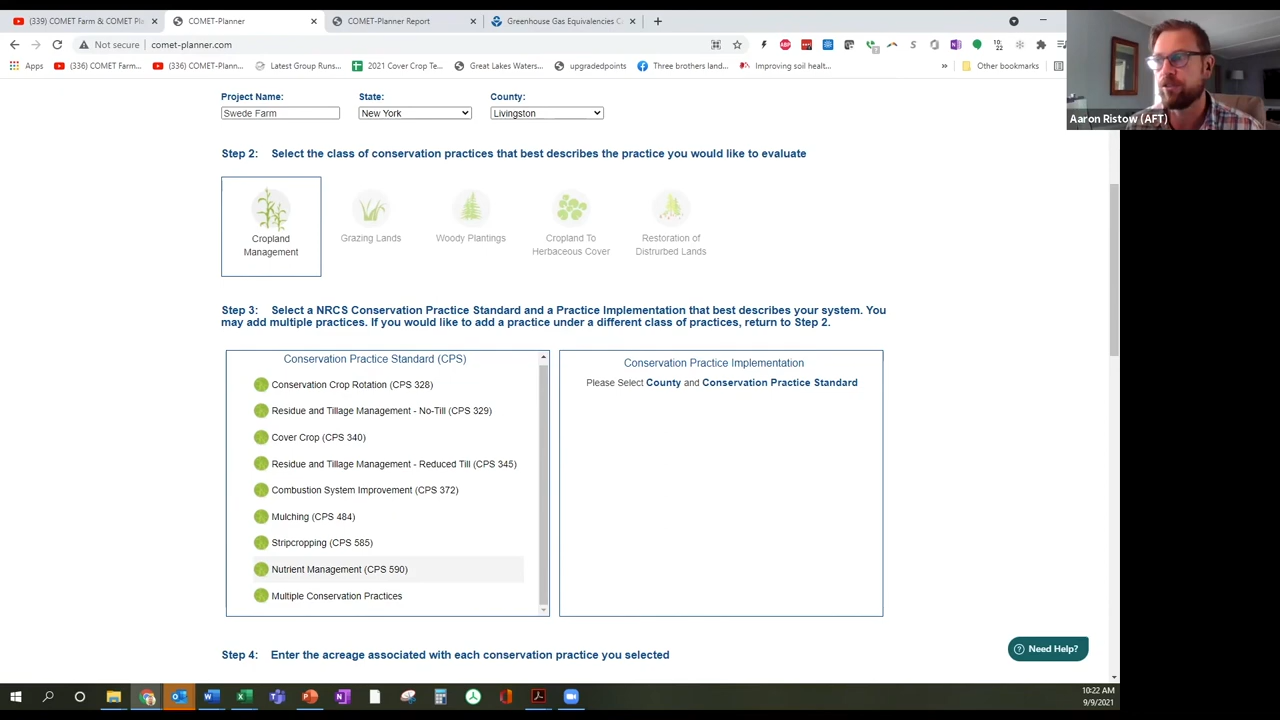 (339) COMET Farm & COMET Pla
COMET-Planner
COMET-Planner Report
Greenhouse Gas Equivalencies C
Not secure
comet-planner.com
Apps
(336) COMET Farm...
(336) COMET-Plann...
Latest Group Runs...
2021 Cover Crop Te...
Great Lakes Waters...
upgradedpoints
Three brothers land...
Improving soil healt...
»
Other bookmarks
Aaron Ristow (AFT)
Project Name:
State:
County:
Swede Farm
New York
Livingston
Step 2: Select the class of conservation practices that best describes the practice you would like to evaluate
Cropland
Management
Grazing Lands
Woody Plantings
Cropland To
Herbaceous Cover
Restoration of
Distrurbed Lands
Step 3: Select a NRCS Conservation Practice Standard and a Practice Implementation that best describes your system. You
may add multiple practices. If you would like to add a practice under a different class of practices, return to Step 2.
Conservation Practice Standard (CPS)
Conservation Crop Rotation (CPS 328)
Residue and Tillage Management - No-Till (CPS 329)
Cover Crop (CPS 340)
Residue and Tillage Management - Reduced Till (CPS 345)
Combustion System Improvement (CPS 372)
Mulching (CPS 484)
Stripcropping (CPS 585)
Nutrient Management (CPS 590)
Multiple Conservation Practices
Conservation Practice Implementation
Please Select County and Conservation Practice Standard
Step 4: Enter the acreage associated with each conservation practice you selected
Need Help?
10:22 AM
9/9/2021